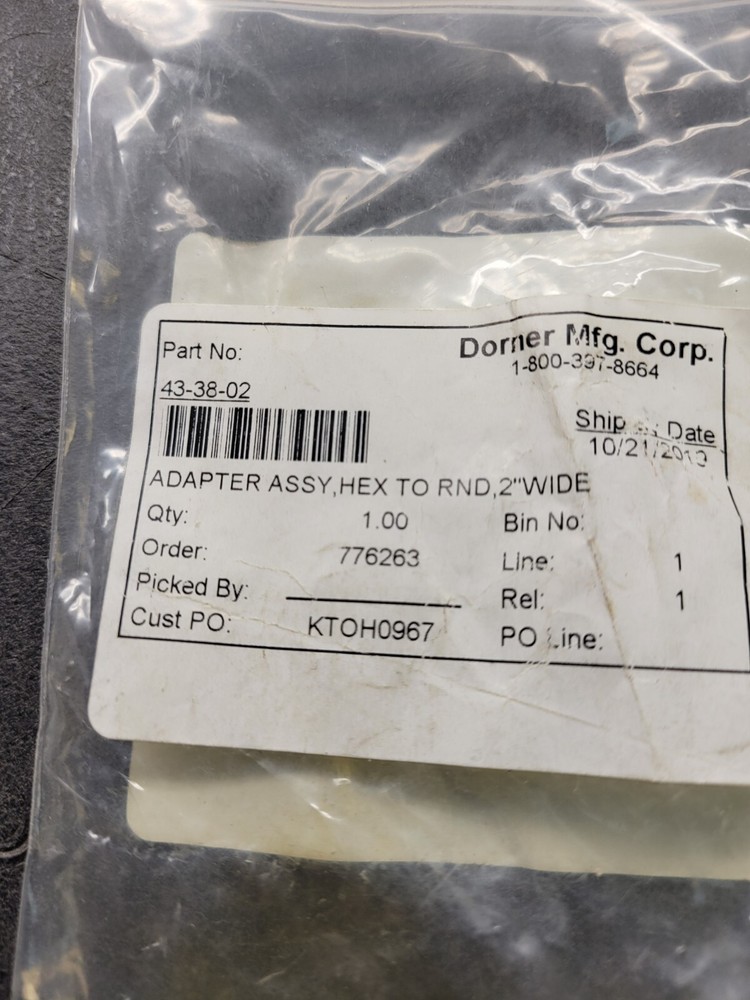 Dorner Mfg. Corp.
Part No:
1-800-397-8664
43-38-02
Ship Date
ADAPTER ASSY,HEX TO RND,2"WIDE
Qty: 1.00 Bin No:
Order: 776263 Line: 1
Picked By: Rel: 1
Cust PO: KTOH0967 PO Line: